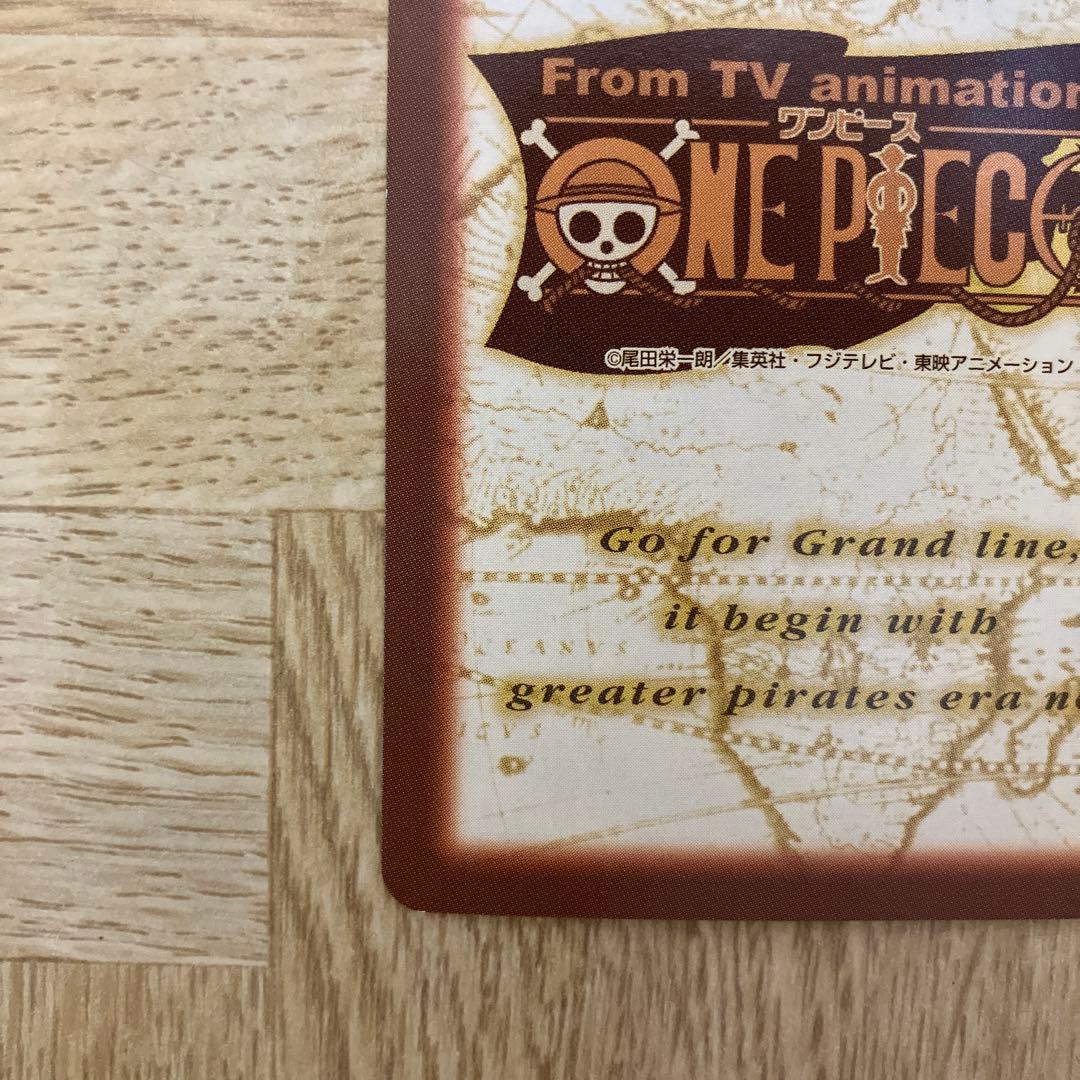 From TV animation
ワンピース
ONE PIECE
©尾田栄一朗/集英社・フジテレビ・東映アニメーション
Go for Grand line,
it begin with
greater pirates era